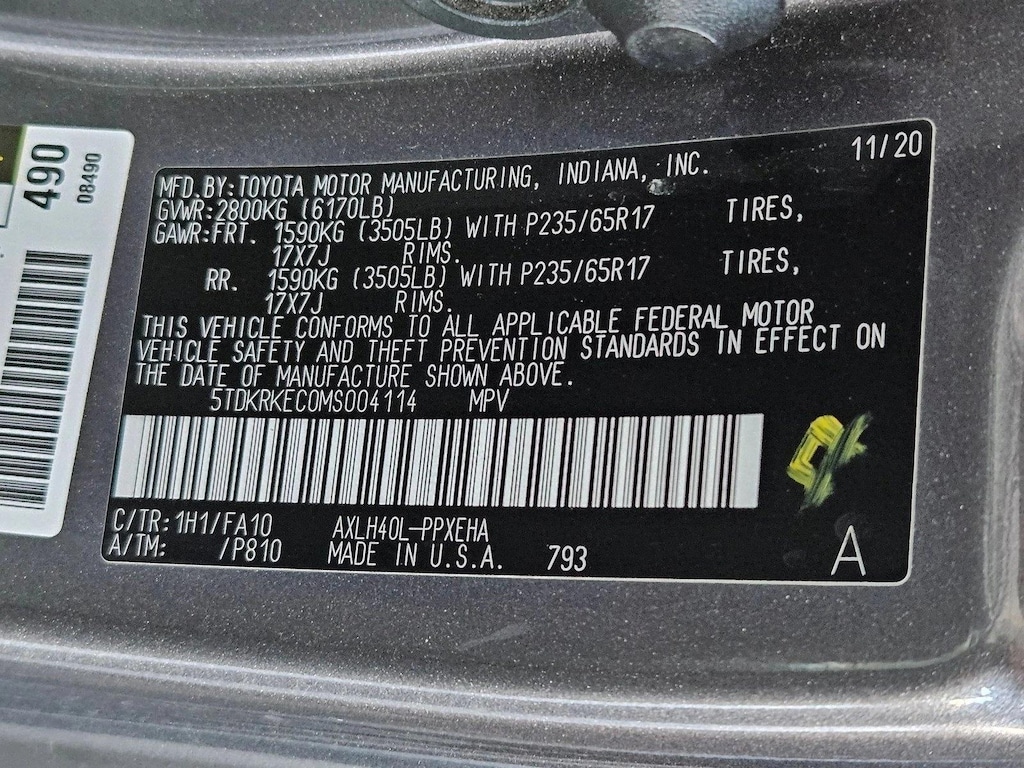 490
08490
11/20
MFD.BY:TOYOTA MOTOR MANUFACTURING, INDIANA, INC.
GVWR:2800KG (6170LB)
GAWR:FRT. 1590KG (3505LB) WITH P235/65R17 TIRES,
17X7J RIMS.
RR. 1590KG (3505LB) WITH P235/65R17 TIRES,
17X7J RIMS.
THIS VEHICLE CONFORMS TO ALL APPLICABLE FEDERAL MOTOR
VEHICLE SAFETY AND THEFT PREVENTION STANDARDS IN EFFECT ON
THE DATE OF MANUFACTURE SHOWN ABOVE.
5TDKRKEC0MS004114 MPV
C/TR:1H1/FA10 AXLH40L-PPXEHA
A/TM: /P810 MADE IN U.S.A. 793
A